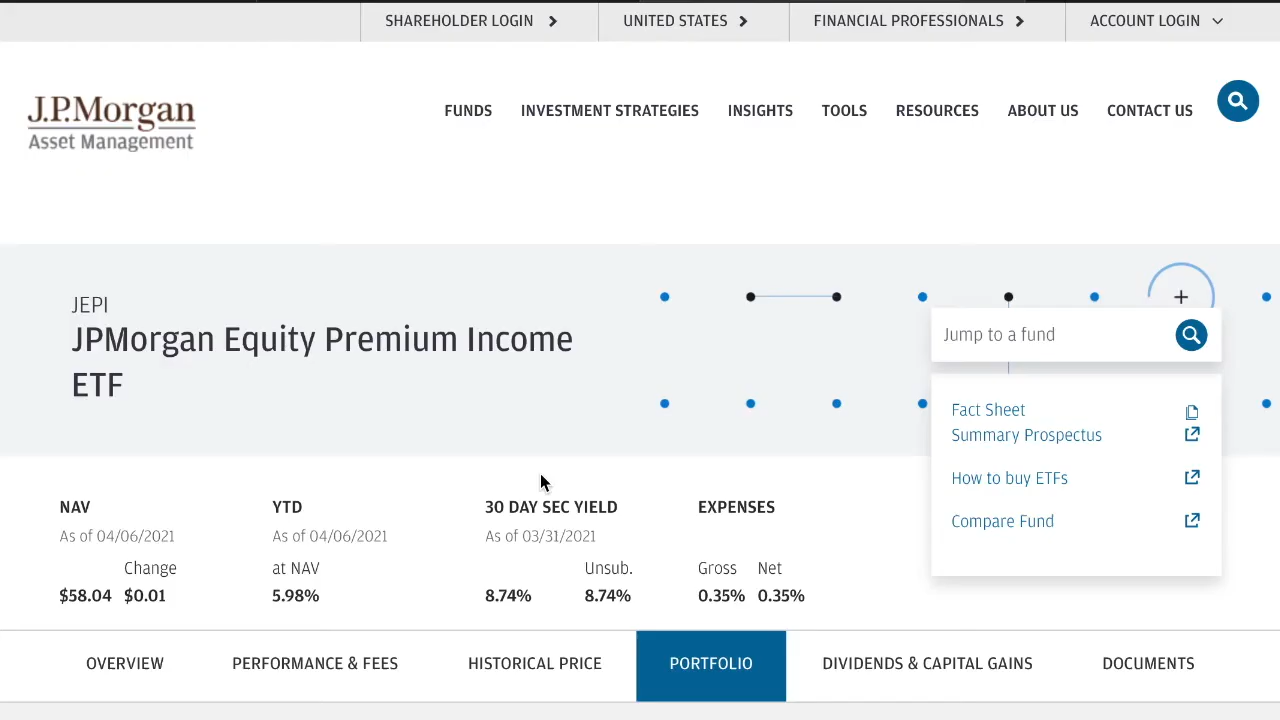 SHAREHOLDER LOGIN UNITED STATES FINANCIAL PROFESSIONALS ACCOUNT LOGIN
J.P.Morgan
Asset Management
FUNDS INVESTMENT STRATEGIES INSIGHTS TOOLS RESOURCES ABOUT US CONTACT US
JEPI
JPMorgan Equity Premium Income
ETF
Jump to a fund
Fact Sheet
Summary Prospectus
How to buy ETFs
Compare Fund
NAV YTD 30 DAY SEC YIELD EXPENSES
As of 04/06/2021 As of 04/06/2021 As of 03/31/2021
Change at NAV Unsub. Gross Net
$58.04 $0.01 5.98% 8.74% 8.74% 0.35% 0.35%
OVERVIEW PERFORMANCE & FEES HISTORICAL PRICE PORTFOLIO DIVIDENDS & CAPITAL GAINS DOCUMENTS